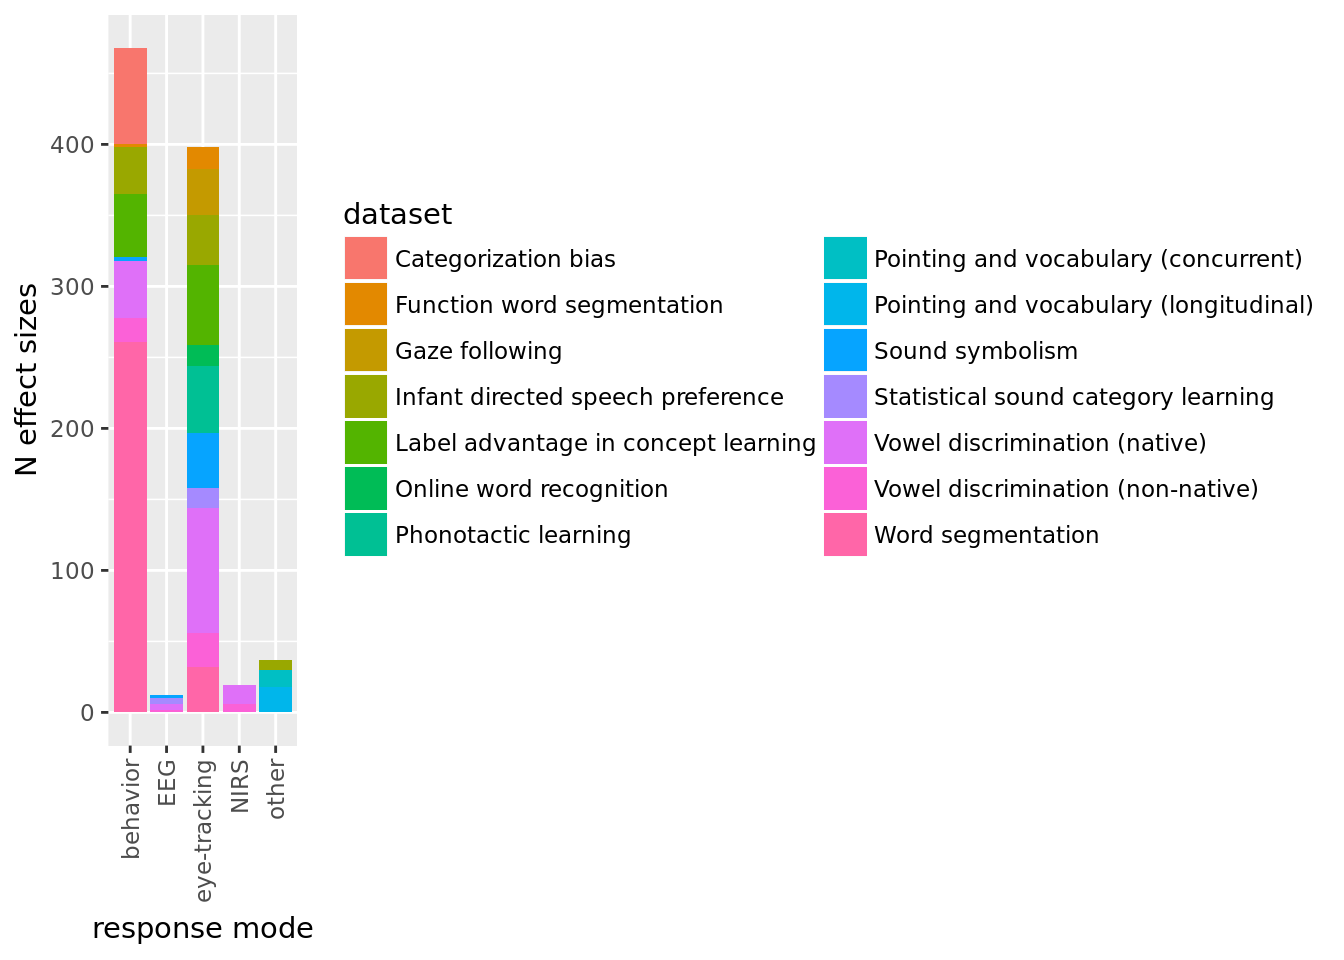 400
300
200
100
0
N effect sizes
behavior
EEG
eye-tracking
NIRS
other
response mode
dataset
Categorization bias
Function word segmentation
Gaze following
Infant directed speech preference
Label advantage in concept learning
Online word recognition
Phonotactic learning
Pointing and vocabulary (concurrent)
Pointing and vocabulary (longitudinal)
Sound symbolism
Statistical sound category learning
Vowel discrimination (native)
Vowel discrimination (non-native)
Word segmentation